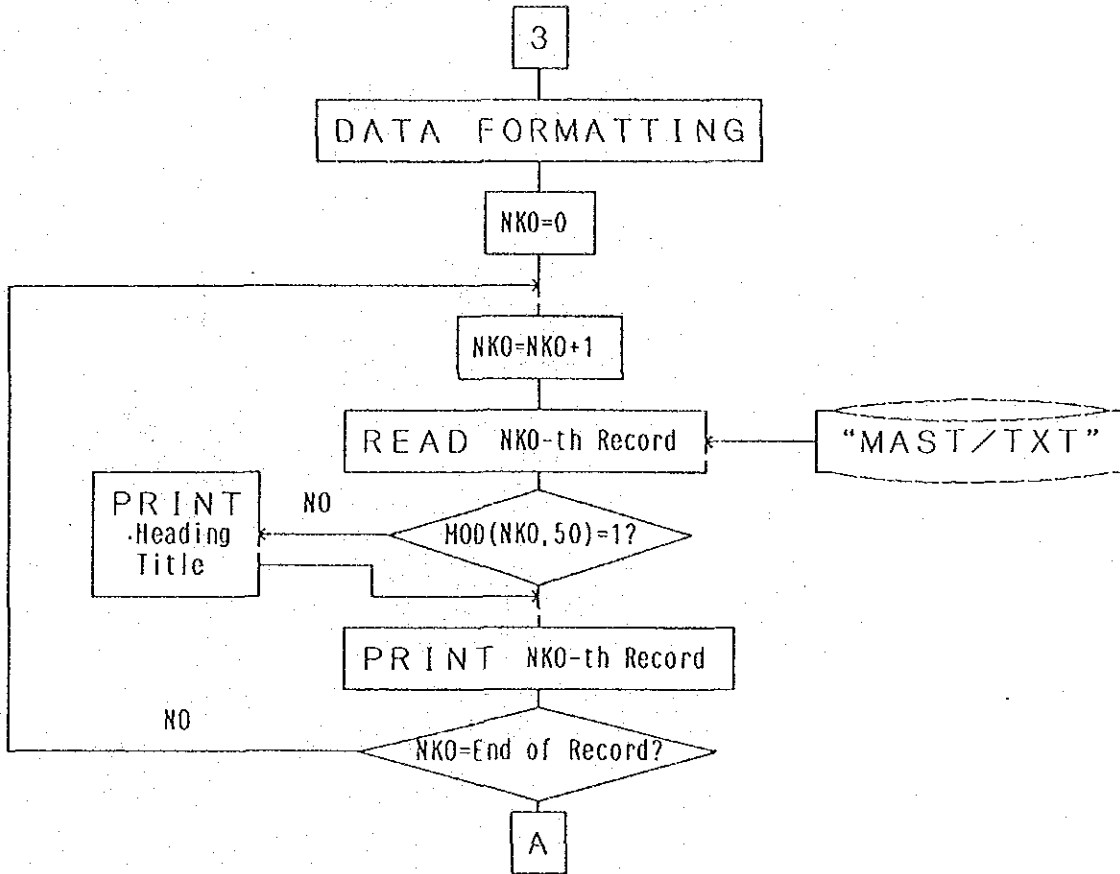 3
DATA FORMATTING
NKO=0
NKO=NKO+1
READ NKO-th Record
"MAST/TXT"
PRINT
Heading
Title
NO
MOD(NKO,50)=1?
PRINT NKO-th Record
NO
NKO=End of Record?
A